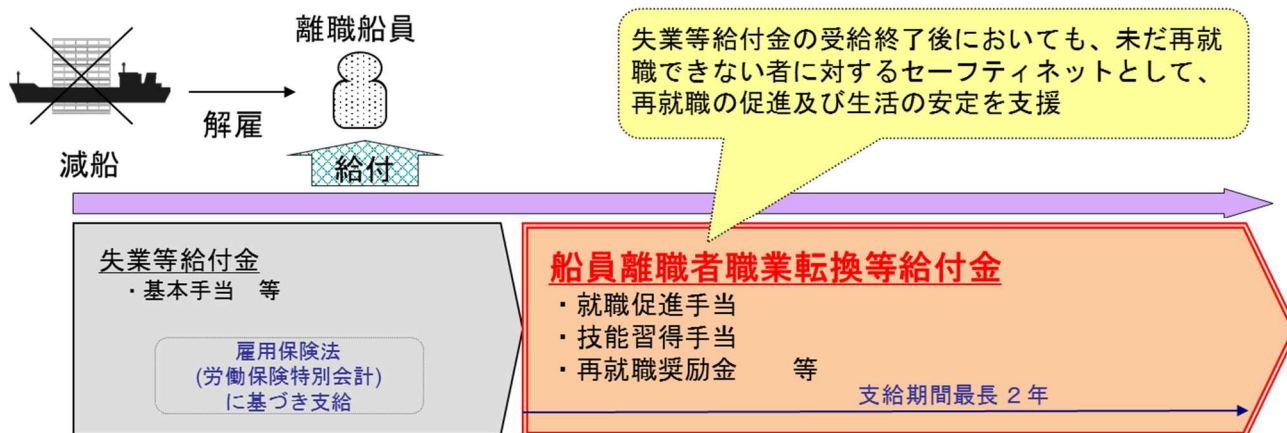 離職船員
解雇
減船
給付
失業等給付金の受給終了後においても、未だ再就
職できない者に対するセーフティネットとして、
再就職の促進及び生活の安定を支援
失業等給付金
・基本手当　等
雇用保険法
(労働保険特別会計)
に基づき支給
船員離職者職業転換等給付金
・就職促進手当
・技能習得手当
・再就職奨励金　　等
支給期間最長 2 年